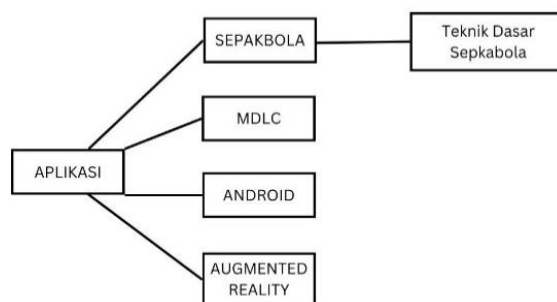 SEPAKBOLA
Teknik Dasar
Sepkabola
MDLC
APLIKASI
ANDROID
AUGMENTED
REALITY